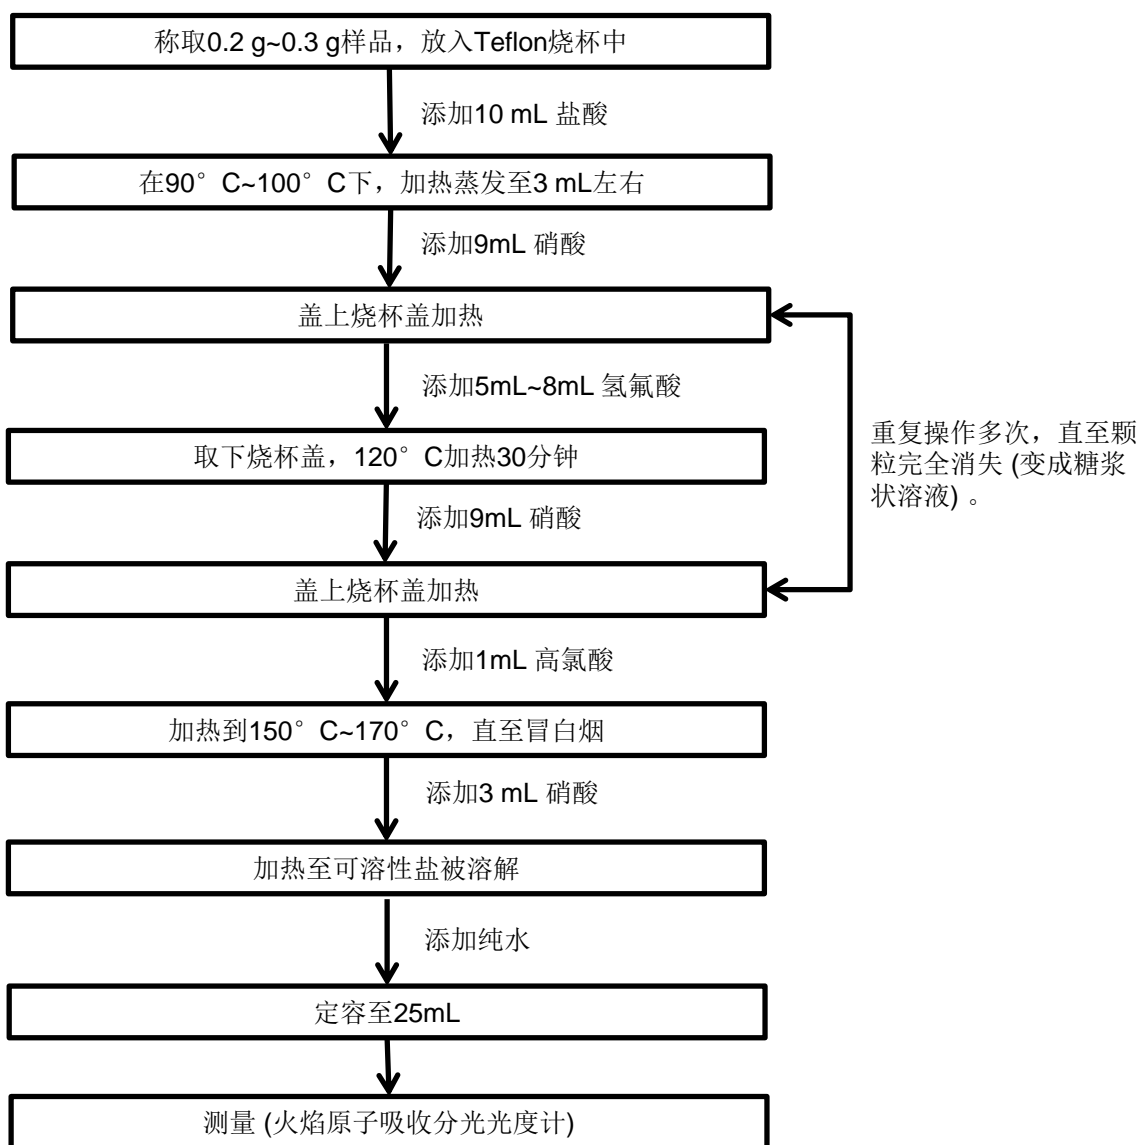 称取0.2 g~0.3 g样品，放入Teflon烧杯中
添加10 mL 盐酸
在90°C~100°C下，加热蒸发至3 mL左右
添加9mL 硝酸
盖上烧杯盖加热
添加5mL~8mL 氢氟酸
取下烧杯盖，120°C加热30分钟
添加9mL 硝酸
盖上烧杯盖加热
重复操作多次，直至颗
粒完全消失 (变成糖浆
状溶液) 。
添加1mL 高氯酸
加热到150°C~170°C，直至冒白烟
添加3 mL 硝酸
加热至可溶性盐被溶解
添加纯水
定容至25mL
测量 (火焰原子吸收分光光度计)